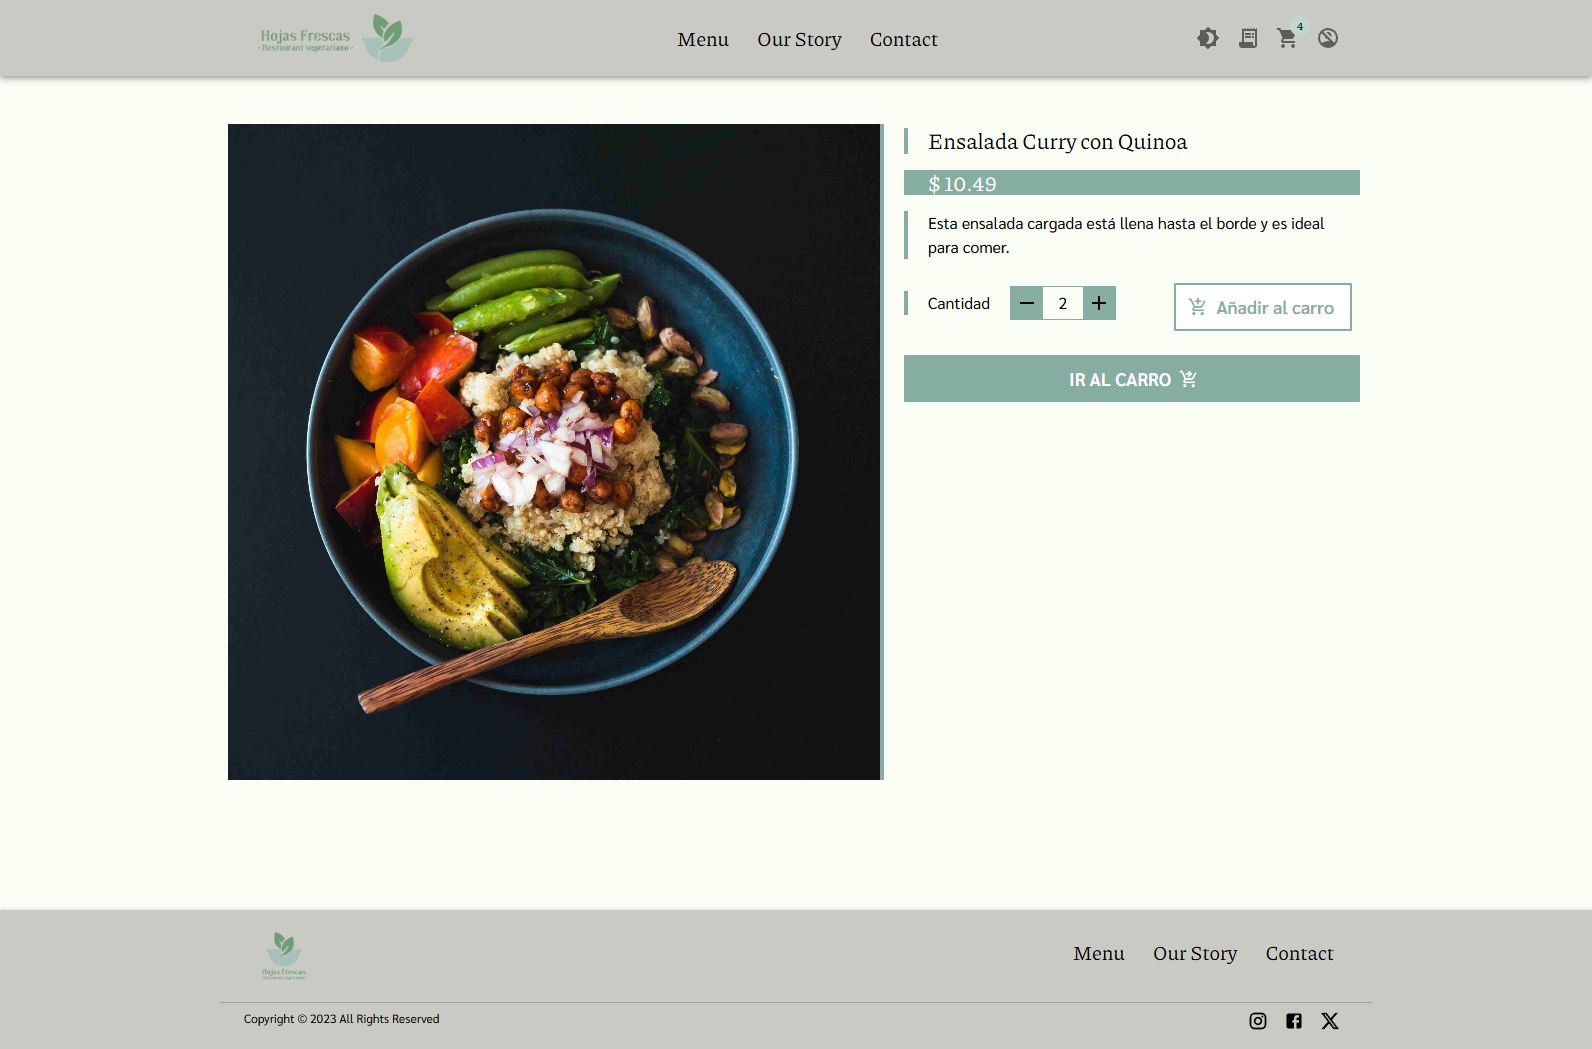 Hojas Frescas
- Restaurant vegetariano -
Menu
Our Story
Contact
4
Ensalada Curry con Quinoa
$ 10.49
Esta ensalada cargada está llena hasta el borde y es ideal
para comer.
Cantidad
2
Añadir al carro
IR AL CARRO
Hojas Frescas
Menu
Our Story
Contact
Copyright © 2023 All Rights Reserved